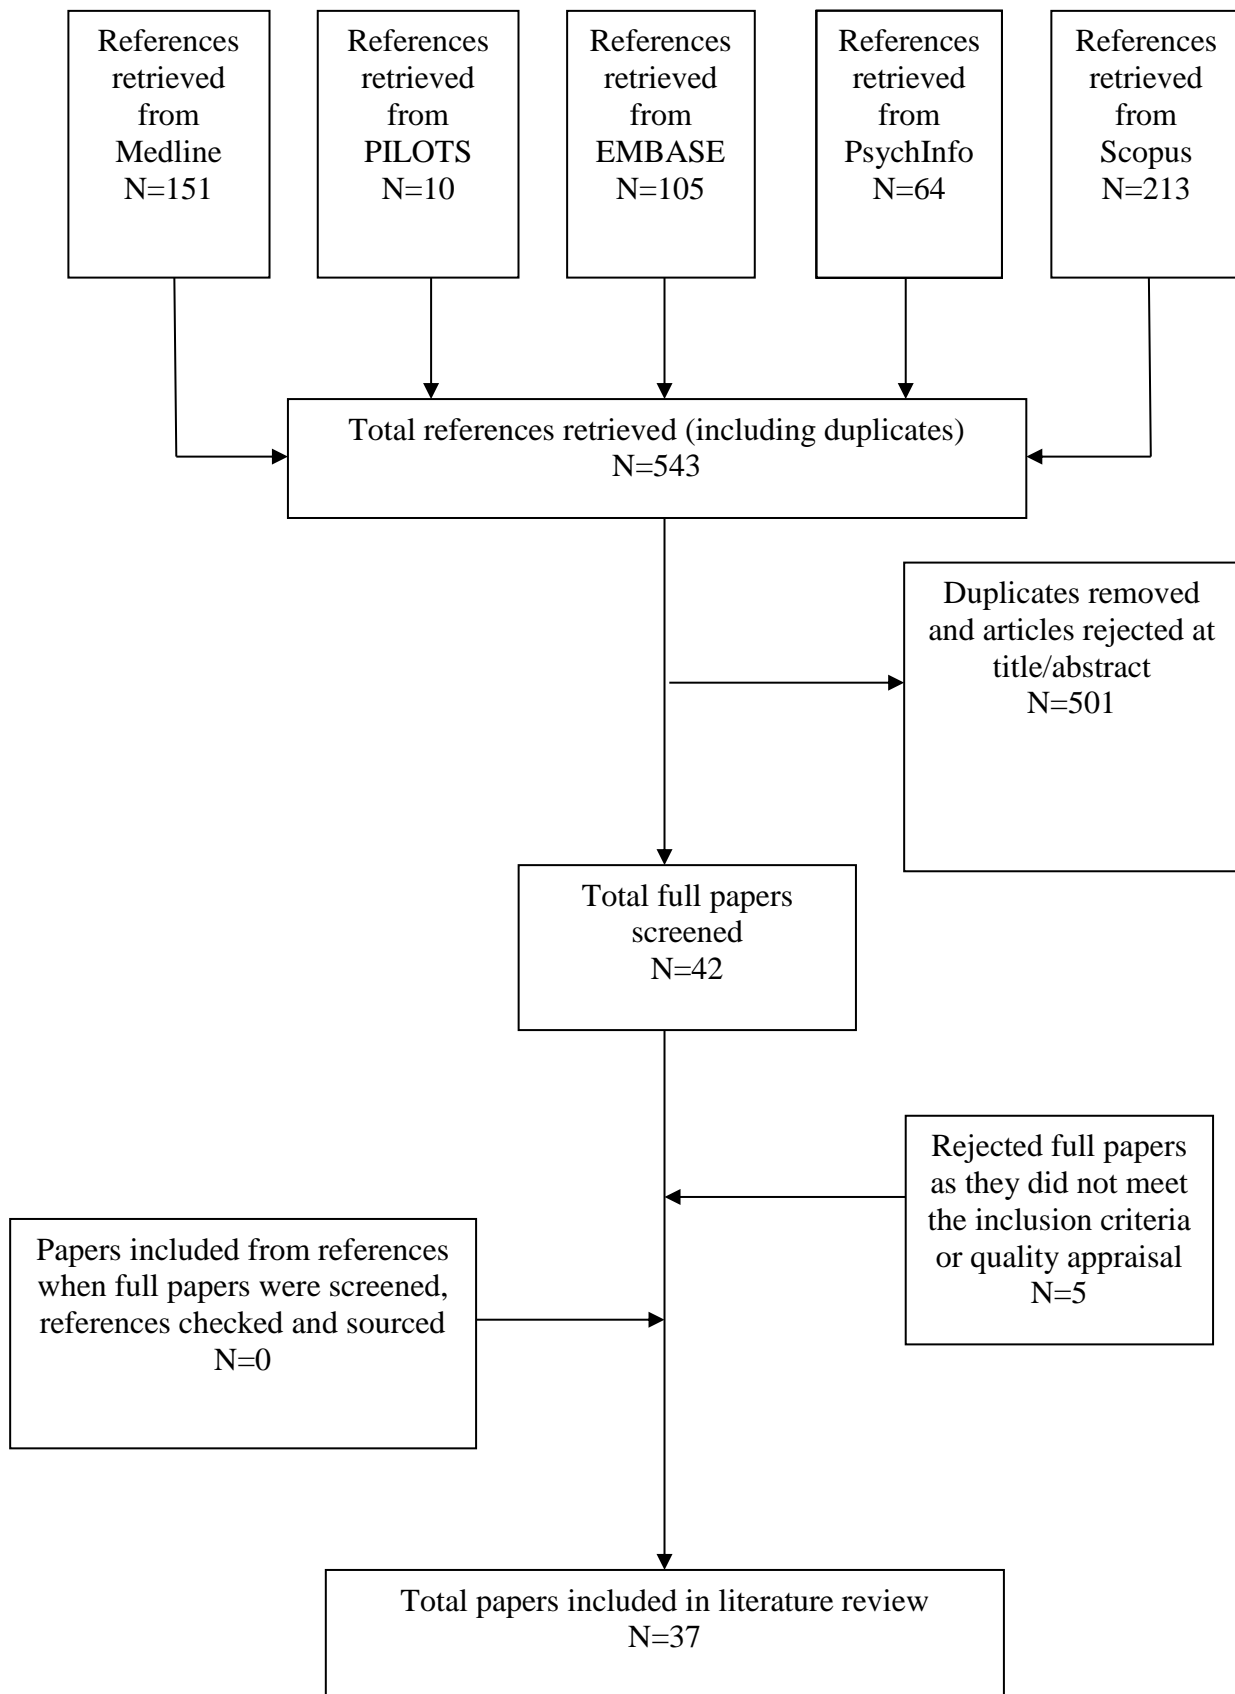 References
retrieved
from
Medline
N=151
References
retrieved
from
PILOTS
N=10
References
retrieved
from
EMBASE
N=105
References
retrieved
from
PsychInfo
N=64
References
retrieved
from
Scopus
N=213
Total references retrieved (including duplicates)
N=543
Duplicates removed
and articles rejected at
title/abstract
N=501
Total full papers
screened
N=42
Rejected full papers
as they did not meet
the inclusion criteria
or quality appraisal
N=5
Papers included from references
when full papers were screened,
references checked and sourced
N=0
Total papers included in literature review
N=37